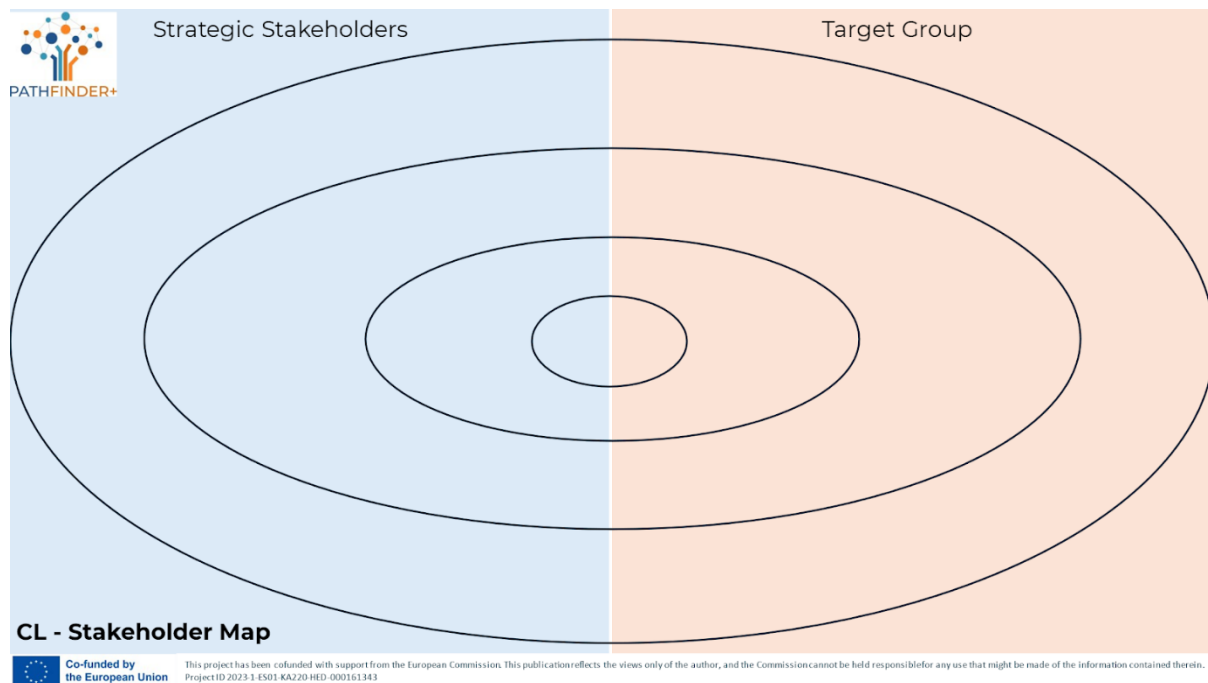 Strategic Stakeholders
Target Group
PATHFINDER+
CL - Stakeholder Map
Co-funded by
the European Union
This project has been cofunded with support from the European Commission. This publication reflects the views only of the author, and the Commission cannot be held responsible for any use that might be made of the information contained therein.
Project ID 2023-1-ES01-KA220-HED-000161343